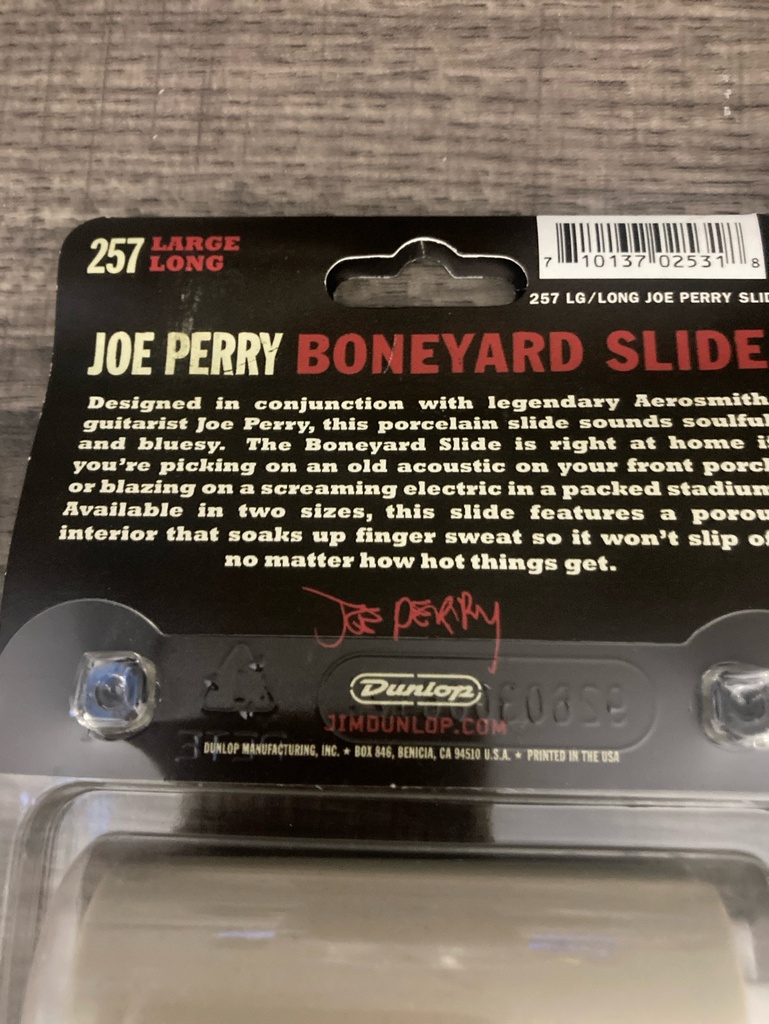 257 LARGE LONG
7 10137 02531 8
257 LG/LONG JOE PERRY
JOE PERRY BONEYARD SLIDE
Designed in conjunction with legendary Aerosmith
guitarist Joe Perry, this porcelain slide sounds soulful
and bluesy. The Boneyard Slide is right at home
you're picking on an old acoustic on your front
or blazing on a screaming electric in a packed stadium
Available in two sizes, this slide features a
interior that soaks up finger sweat so it won't slip
no matter how hot things get.
JOE PERRY
Dunlop
JIMDUNLOP.COM
DUNLOP MANUFACTURING, INC. ★ BOX 846, BENICIA, CA 94510 U.S.A. ★ PRINTED IN THE USA